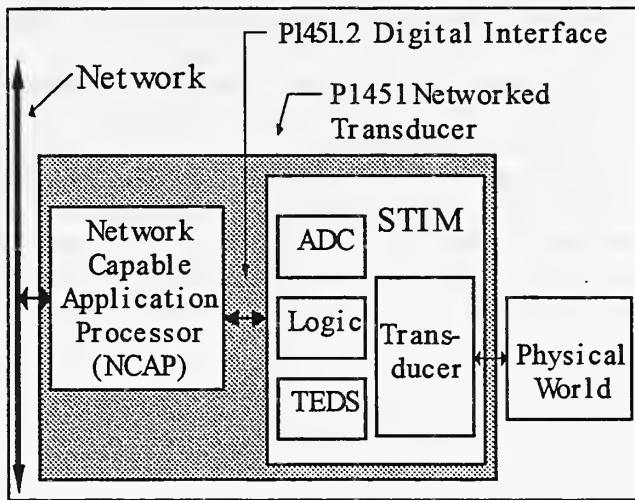 P1451.2 Digital Interface
Network
P1451 Networked
Transducer
Network
Capable
Application
Processor
(NCAP)
STIM
ADC
Logic
TEDS
Trans-
ducer
Physical
World